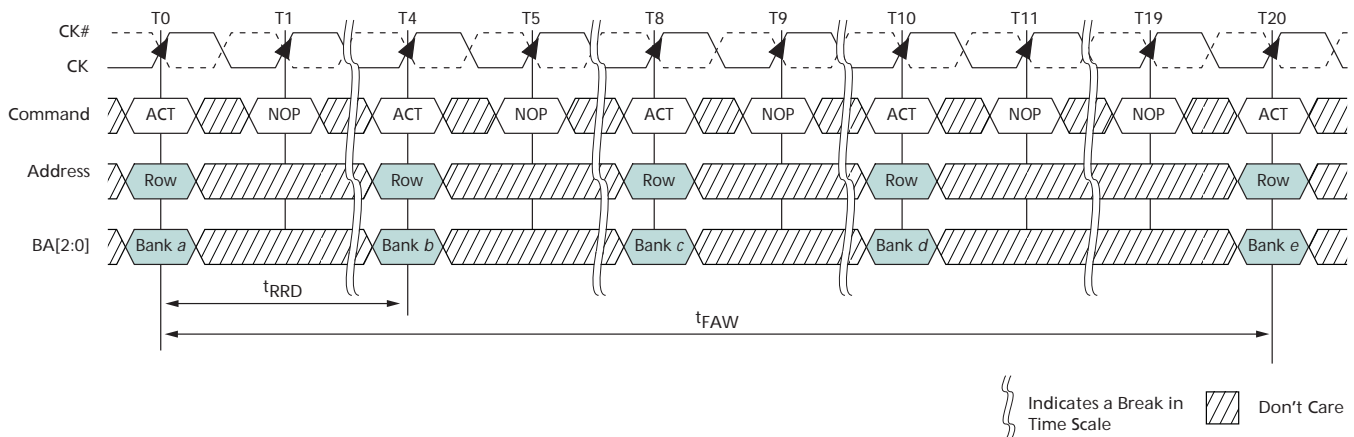 T0 T1 T4 T5 T8 T9 T10 T11 T19 T20
CK#
CK
Command ACT NOP ACT NOP ACT NOP ACT NOP NOP ACT
Address Row Row Row Row Row
BA[2:0] Bank a Bank b Bank c Bank d Bank e
tRRD
tFAW
Indicates a Break in
Time Scale
Don't Care